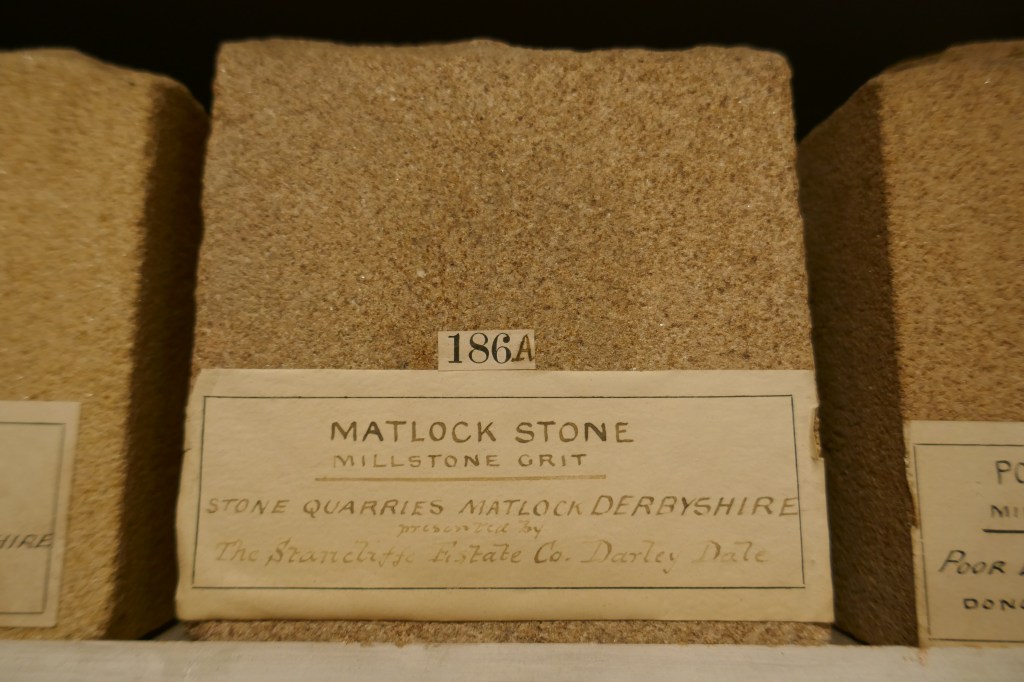 186A
MATLOCK STONE
MILLSTONE GRIT
STONE QUARRIES MATLOCK DERBYSHIRE
presented by
The Stancliffe Estate Co. Darley Dale
HIRE
PO
MI
POOR
DON